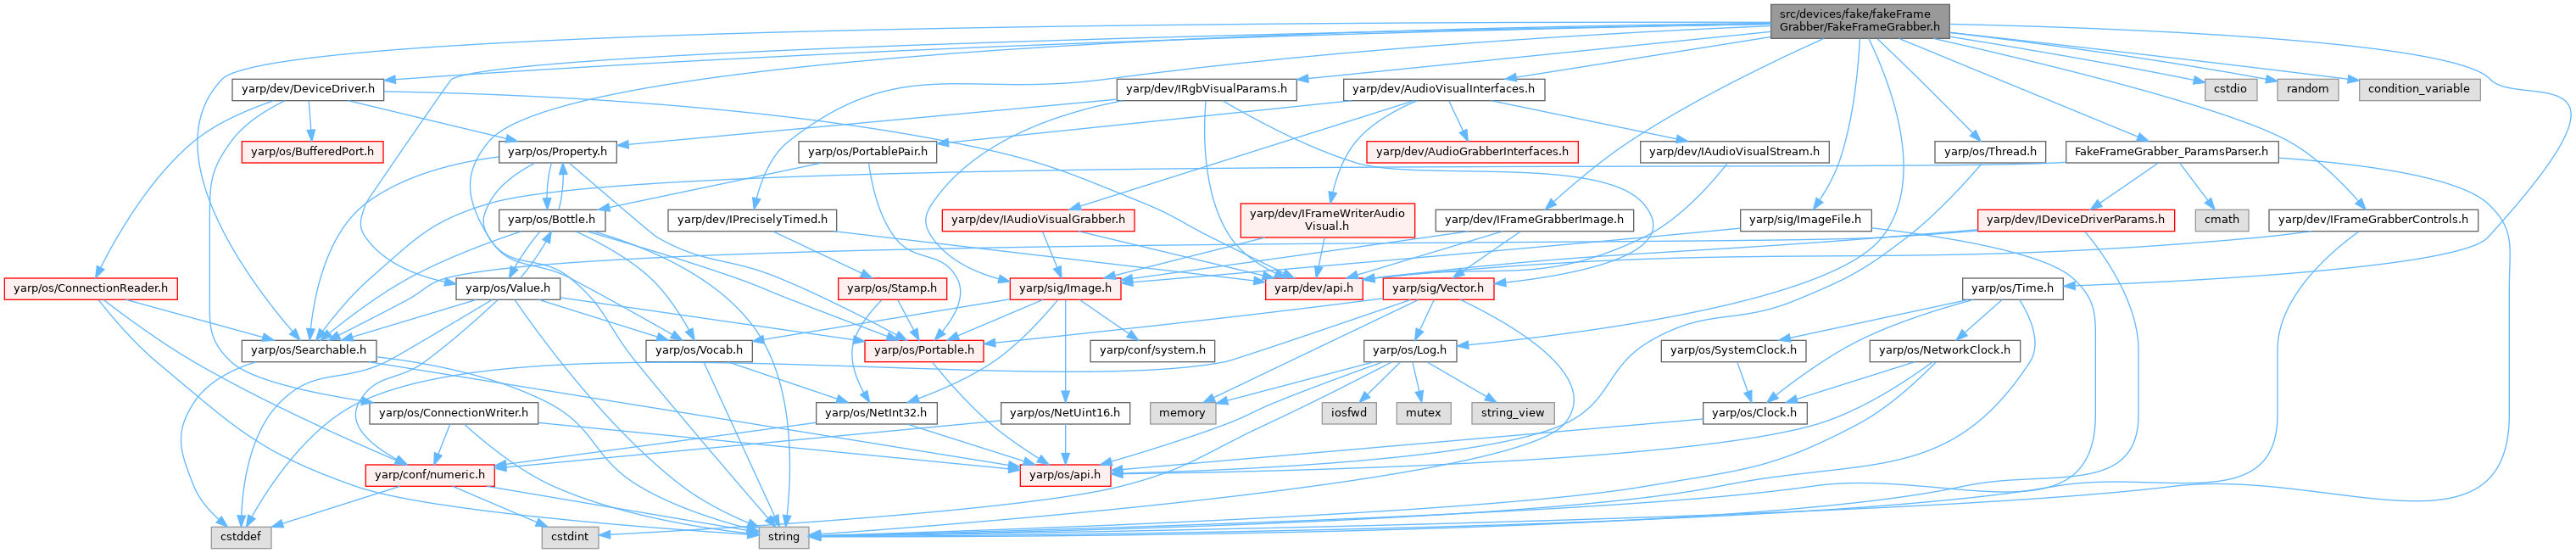 src/devices/fake/fakeFrame
Grabber/FakeFrameGrabber.h
yarp/dev/DeviceDriver.h
yarp/dev/IRgbVisualParams.h
yarp/dev/AudioVisualInterfaces.h
cstdio
random
condition_variable
yarp/os/BufferedPort.h
yarp/os/Property.h
yarp/os/PortablePair.h
yarp/dev/AudioGrabberInterfaces.h
yarp/dev/IAudioVisualStream.h
yarp/os/Thread.h
FakeFrameGrabber_ParamsParser.h
yarp/os/Bottle.h
yarp/dev/IPreciselyTimed.h
yarp/dev/IAudioVisualGrabber.h
yarp/dev/IFrameWriterAudio
Visual.h
yarp/dev/IFrameGrabberImage.h
yarp/sig/ImageFile.h
yarp/dev/IDeviceDriverParams.h
cmath
yarp/dev/IFrameGrabberControls.h
yarp/os/ConnectionReader.h
yarp/os/Value.h
yarp/os/Stamp.h
yarp/sig/Image.h
yarp/dev/api.h
yarp/sig/Vector.h
yarp/os/Time.h
yarp/os/Searchable.h
yarp/os/Vocab.h
yarp/os/Portable.h
yarp/conf/system.h
yarp/os/Log.h
yarp/os/SystemClock.h
yarp/os/NetworkClock.h
yarp/os/ConnectionWriter.h
yarp/os/NetInt32.h
yarp/os/NetUint16.h
memory
iosfwd
mutex
string_view
yarp/os/Clock.h
yarp/conf/numeric.h
yarp/os/api.h
cstddef
cstdint
string